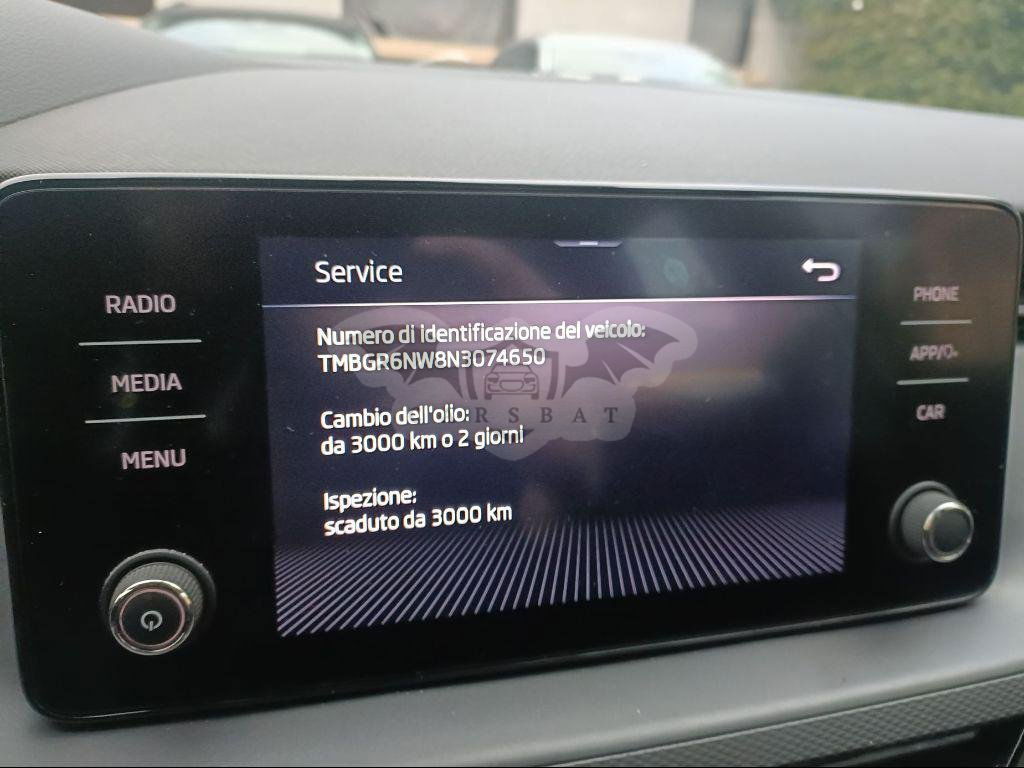 Service
RADIO
MEDIA
MENU
Numero di identificazione del veicolo:
TMBGR6NW8N3074650
Cambio dell'olio:
da 3000 km o 2 giorni
Ispezione:
scaduto da 3000 km
PHONE
CAR
RSBAT